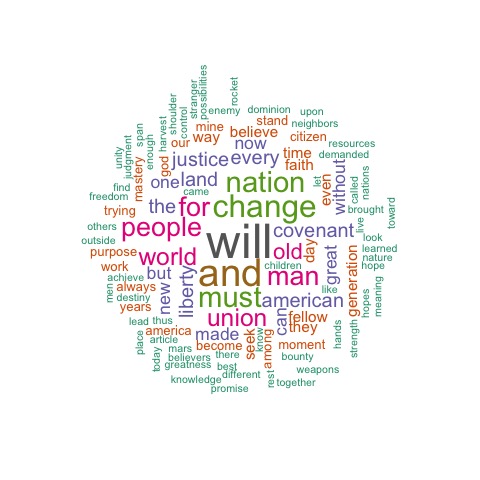 stranger
possibilities
rocket
shoulder
control
enemy
dominion
upon
neighbors
span
harvest
mine
stand
citizen
our
way
believe
resources
unity
judgment
enough
now
time
demanded
god
justice
every
faith
mastery
let
without
nations
find
one
land
nation
even
called
freedom
came
trying
the
for
change
brought
toward
others
people
covenant
live
look
outside
will
learned
purpose
world
old
day
great
generation
nature
work
and
children
man
hope
achieve
but
liberty
like
hopes
meaning
men
always
new
must
american
destiny
years
union
can
fellow
lead
thus
america
made
seek
know
among
they
hands
strength
place
article
become
moment
today
mars
believers
there
bounty
greatness
best
weapons
knowledge
different
rest
together
promise